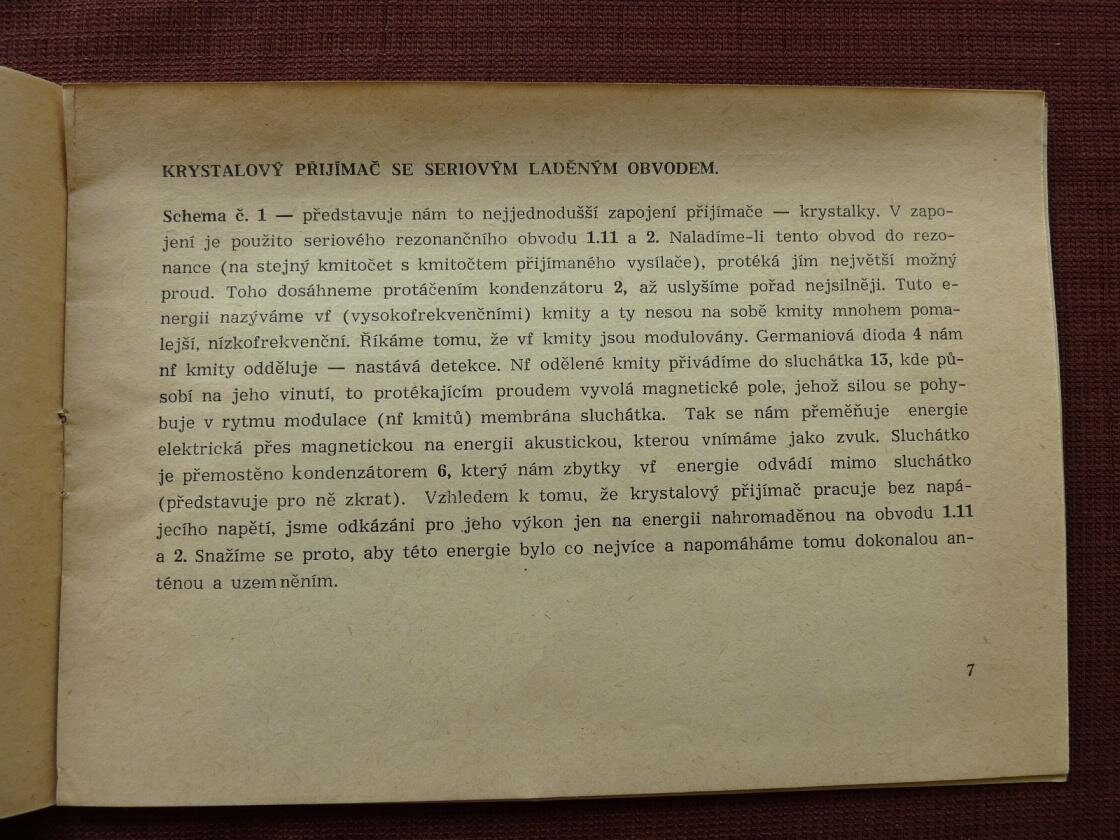 KRYSTALOVÝ PŘIJÍMAČ SE SERIOVÝM LADĚNÝM OBVODEM.
Schema č. 1 — představuje nám to nejjednodušší zapojení přijímače — krystalky. V zapo-
jení je použito seriového rezonančního obvodu 1.11 a 2. Naladíme-li tento obvod do rezo-
nance (na stejný kmitočet s kmitočtem přijímaného vysílače), protéká jím největší možný
proud. Toho dosáhneme protáčením kondenzátoru 2, až uslyšíme pořad nejsilněji. Tuto e-
nergii nazýváme vf (vysokofrekvenčními) kmity a ty nesou na sobě kmity mnohem poma-
lejší, nízkofrekvenční. Říkáme tomu, že vf kmity jsou modulovány. Germaniová dioda 4 nám
nf kmity odděluje — nastává detekce. Nf odělené kmity přivádíme do sluchátka 13, kde pů-
sobí na jeho vinutí, to protékajícím proudem vyvolá magnetické pole, jehož silou se pohy-
buje v rytmu modulace (nf kmitů) membrána sluchátka. Tak se nám přeměňuje energie
elektrická přes magnetickou na energii akustickou, kterou vnímáme jako zvuk. Sluchátko
je přemostěno kondenzátorem 6, který nám zbytky vf energie odvádí mimo sluchátko
(představuje pro ně zkrat). Vzhledem k tomu, že krystalový přijímač pracuje bez napá-
jecího napětí, jsme odkázáni pro jeho výkon jen na energii nahromaděnou na obvodu 1.11
a 2. Snažíme se proto, aby této energie bylo co nejvíce a napomáháme tomu dokonalou an-
ténou a uzemněním.
7